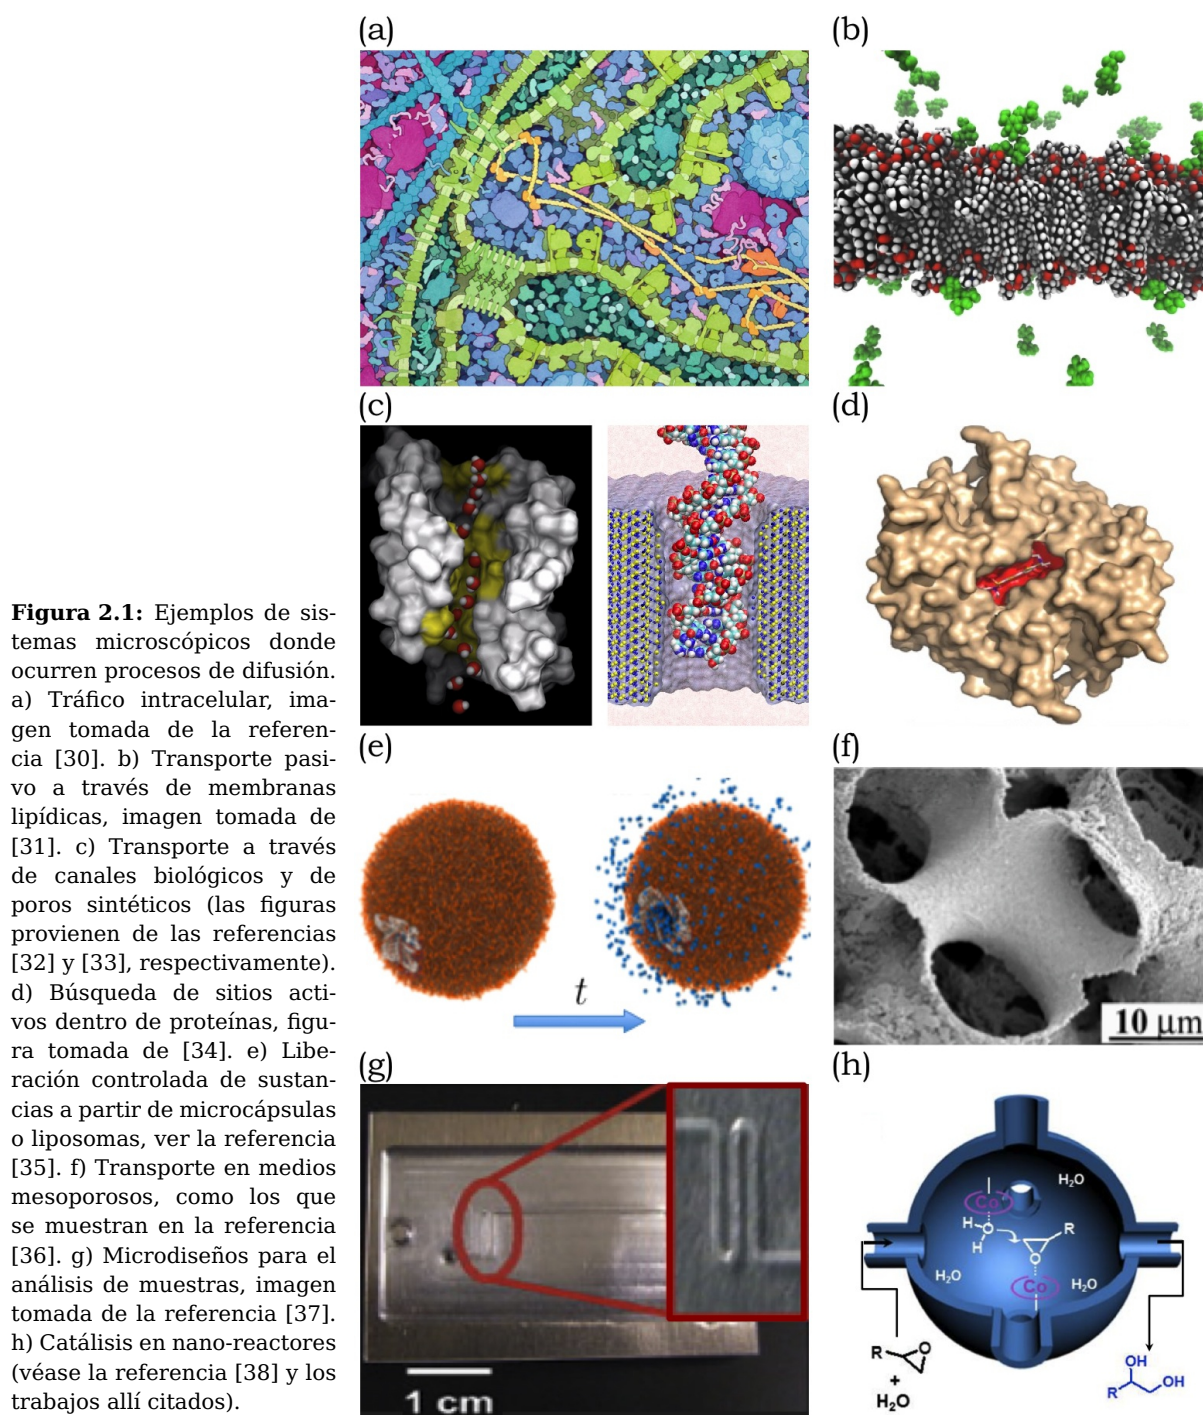 (a)
(b)
(c)
(d)
Figura 2.1: Ejemplos de sis-
temas microscópicos donde
ocurren procesos de difusión.
a) Tráfico intracelular, ima-
gen tomada de la referen-
cia [30]. b) Transporte pasi-
vo a través de membranas
lipídicas, imagen tomada de
[31]. c) Transporte a través
de canales biológicos y de
poros sintéticos (las figuras
provienen de las referencias
[32] y [33], respectivamente).
d) Búsqueda de sitios acti-
vos dentro de proteínas, figu-
ra tomada de [34]. e) Libe-
ración controlada de sustan-
cias a partir de microcápsulas
o liposomas, ver la referencia
[35]. f) Transporte en medios
mesoporosos, como los que
se muestran en la referencia
[36]. g) Microdiseños para el
análisis de muestras, imagen
tomada de la referencia [37].
h) Catálisis en nano-reactores
(véase la referencia [38] y los
trabajos allí citados).
(e)
t
(f)
10 μm
(g)
1 cm
(h)
H₂O
Co
H
O
H
R
O
H₂O
H₂O
Co
R
O
+
H₂O
OH
R
OH